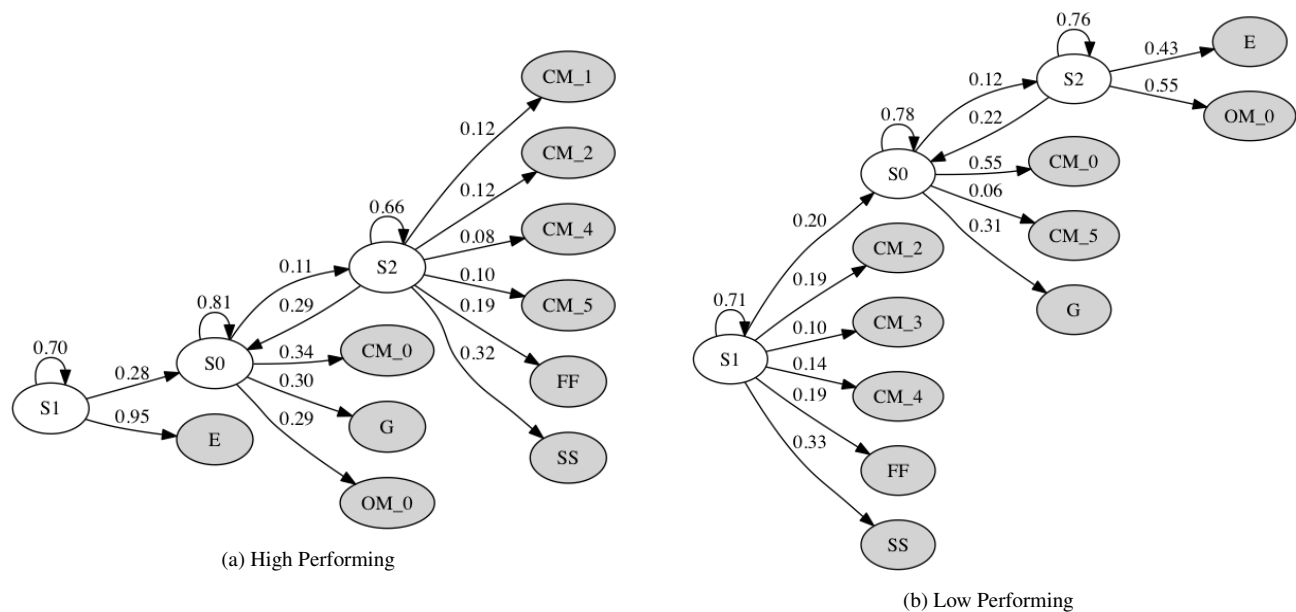 0.70
S1
0.28
0.95
E
0.81
S0
0.11
0.29
0.34
CM_0
0.30
G
0.29
OM_0
0.66
S2
0.12
CM_1
0.12
CM_2
0.08
CM_4
0.10
CM_5
0.19
FF
0.32
SS
(a) High Performing
0.71
S1
0.20
0.19
CM_2
0.10
CM_3
0.14
CM_4
0.19
FF
0.33
SS
0.78
S0
0.12
0.22
0.55
CM_0
0.06
CM_5
0.31
G
0.76
S2
0.43
E
0.55
OM_0
(b) Low Performing